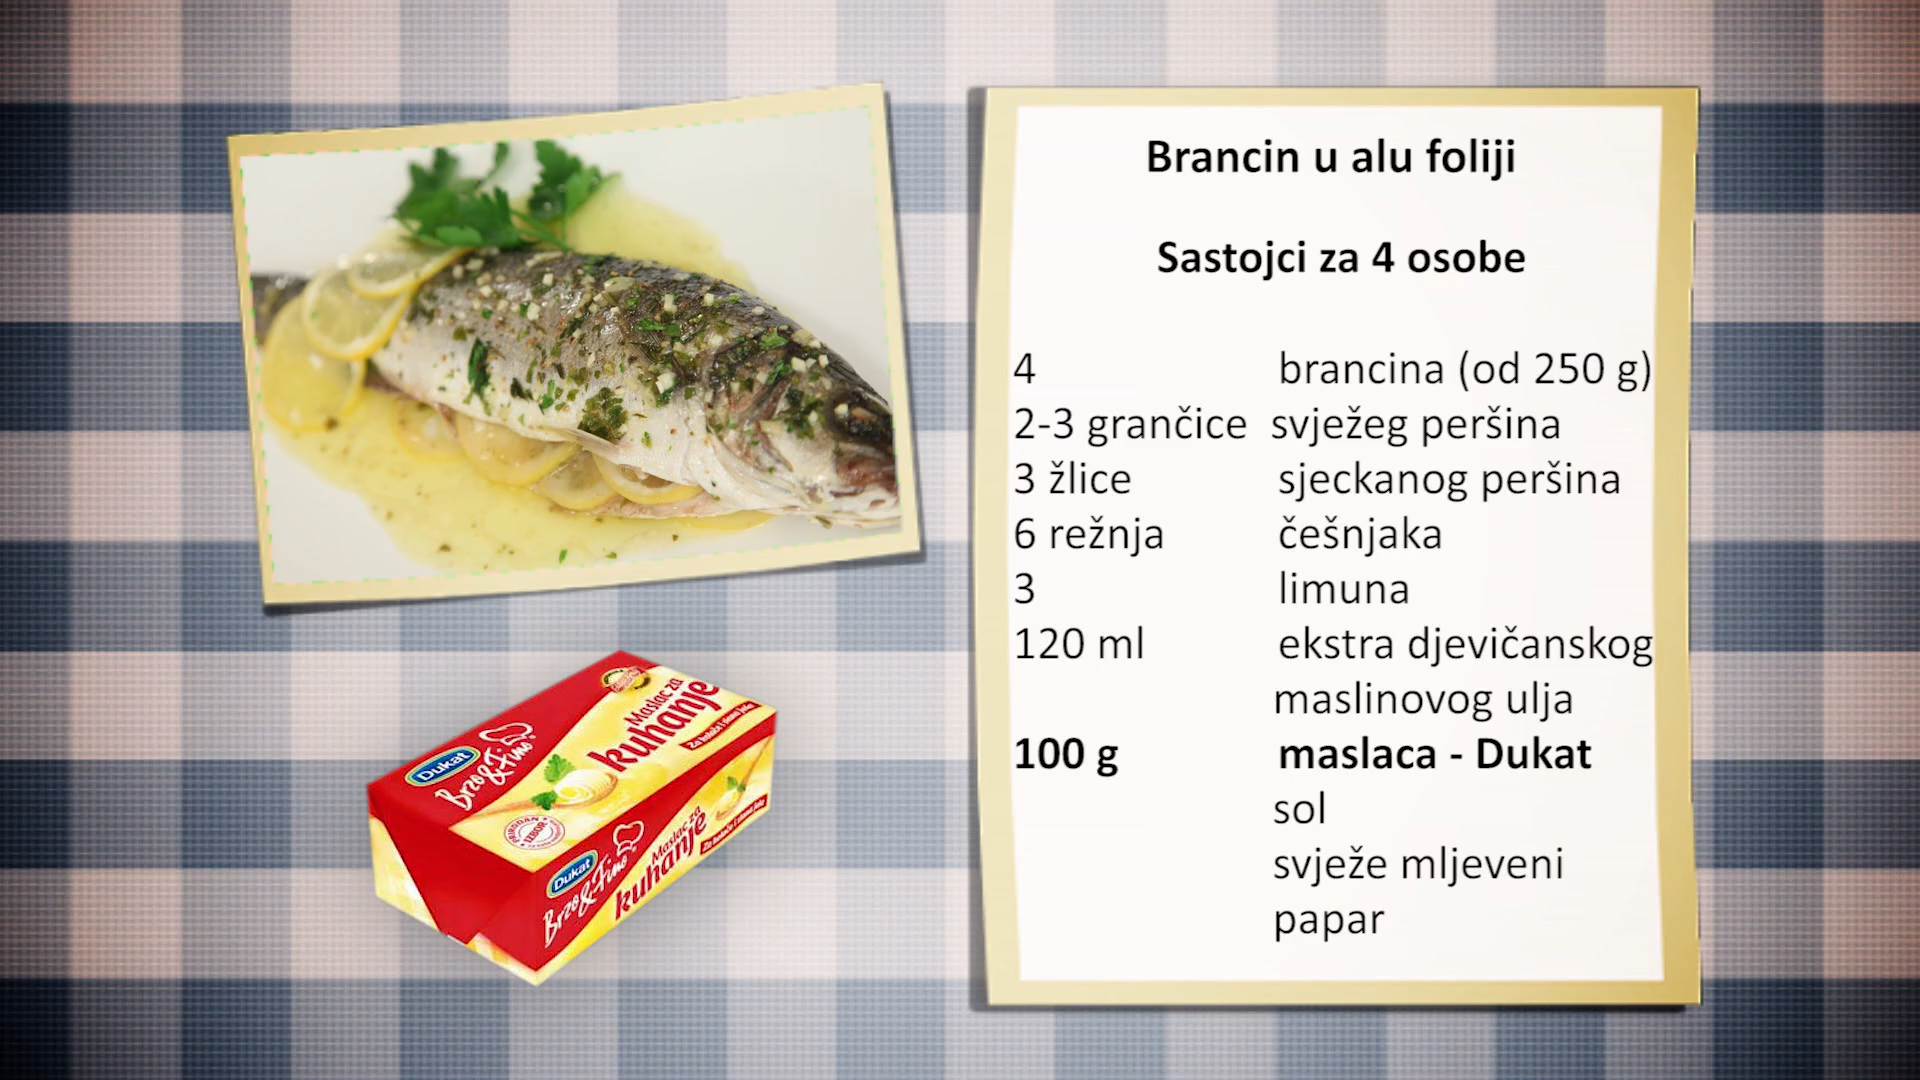 Brancin u alu foliji
Sastojci za 4 osobe
4 brancina (od 250 g)
2-3 grančice svježeg peršina
3 žlice sjeckanog peršina
6 režnja češnjaka
3 limuna
120 ml ekstra djevičanskog
maslinovog ulja
100 g maslaca - Dukat
sol
svježe mljeveni
papar
Dukat
Brzo&Fino
Maslac za
kuhanje
Dukat
Brzo&Fino
Maslac za
kuhanje